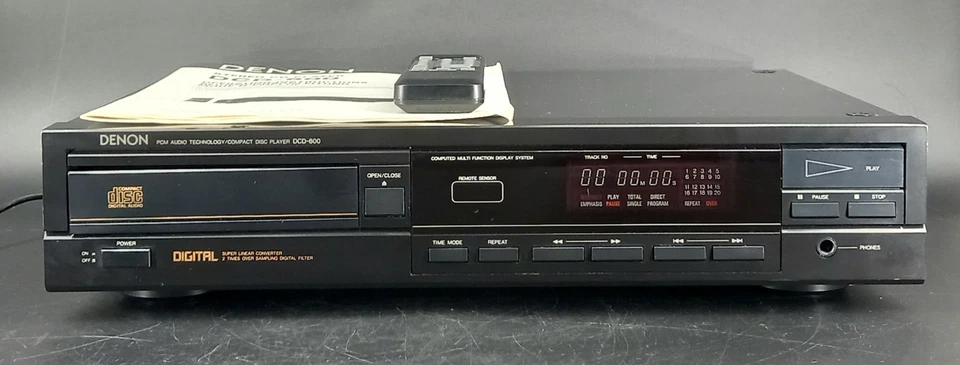 DENON
DENON PCM AUDIO TECHNOLOGY/COMPACT DISC PLAYER DCD-600
COMPUTED MULTI FUNCTION DISPLAY SYSTEM
REMOTE SENSOR
TRACK NO TIME
00 00M 00S
1 2 3 4 5
6 7 8 9 10
11 12 13 14 15
16 17 18 19 20
PLAY TOTAL DIRECT
EMPHASIS PAUSE SINGLE PROGRAM REPEAT OVER
OPEN/CLOSE
COMPACT
disc
DIGITAL AUDIO
PLAY
PAUSE STOP
POWER
ON
OFF
DIGITAL SUPER LINEAR CONVERTER
2 TIMES OVER SAMPLING DIGITAL FILTER
TIME MODE REPEAT
PHONES